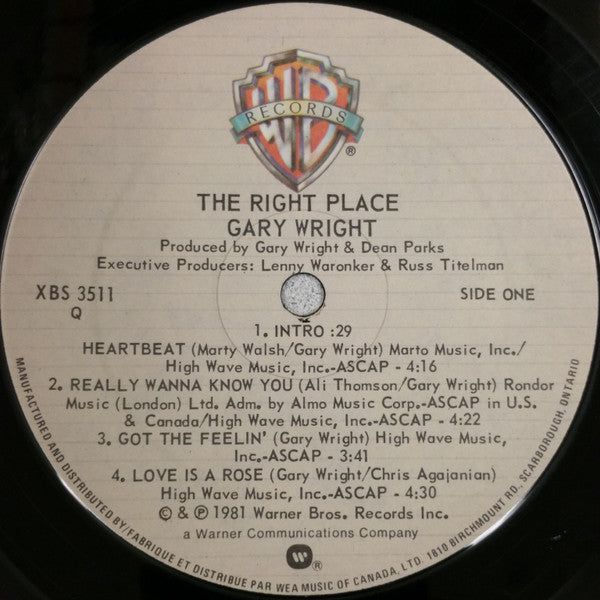 WB
RECORDS
®
THE RIGHT PLACE
GARY WRIGHT
Produced by Gary Wright & Dean Parks
Executive Producers: Lenny Waronker & Russ Titelman
XBS 3511
Q
SIDE ONE
1. INTRO :29
HEARTBEAT (Marty Walsh/Gary Wright) Marto Music, Inc./
High Wave Music, Inc.-ASCAP - 4:16
2. REALLY WANNA KNOW YOU (Ali Thomson/Gary Wright) Rondor
Music (London) Ltd. Adm. by Almo Music Corp.-ASCAP in U.S.
& Canada/High Wave Music, Inc.-ASCAP - 4:22
3. GOT THE FEELIN' (Gary Wright) High Wave Music,
Inc.-ASCAP - 3:41
4. LOVE IS A ROSE (Gary Wright/Chris Agajanian)
High Wave Music, Inc.-ASCAP - 4:30
© & ℗ 1981 Warner Bros. Records Inc.
a Warner Communications Company
®
MANUFACTURED AND DISTRIBUTED BY/FABRIQUE ET DISTRIBUE PAR WEA MUSIC OF CANADA, LTD. 1810 BIRCHMOUNT RD., SCARBOROUGH, ONTARIO